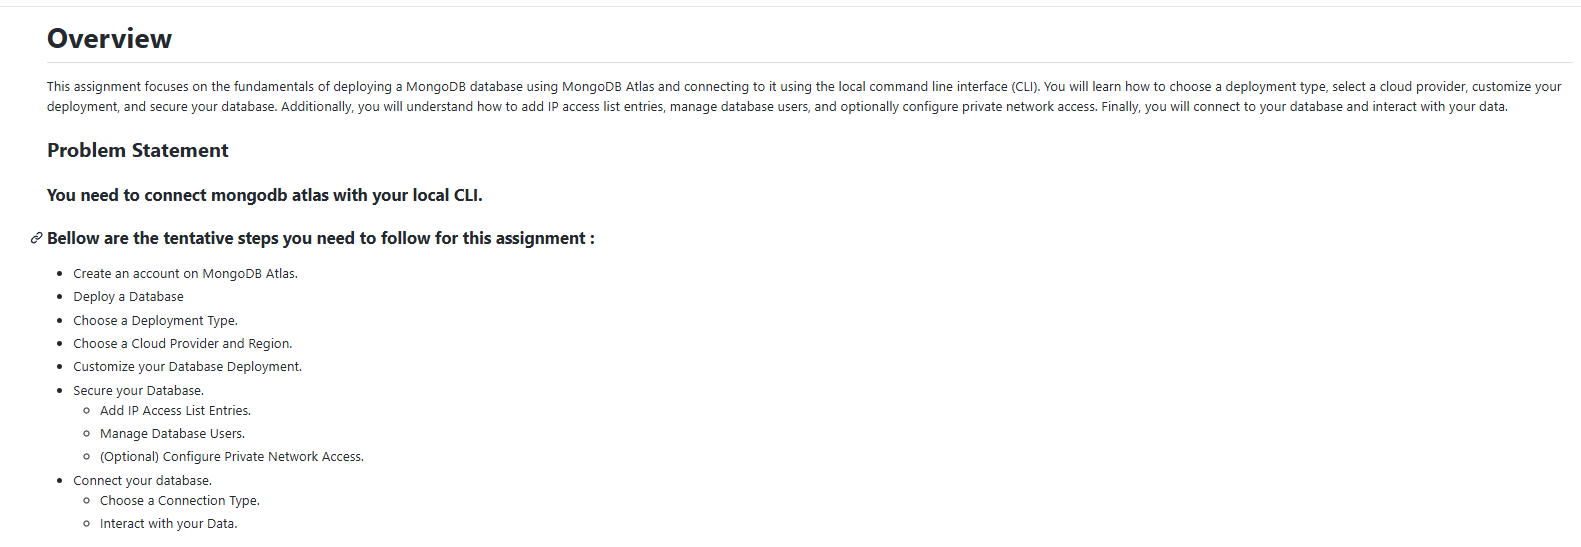 Overview
This assignment focuses on the fundamentals of deploying a MongoDB database using MongoDB Atlas and connecting to it using the local command line interface (CLI). You will learn how to choose a deployment type, select a cloud provider, customize your
deployment, and secure your database. Additionally, you will understand how to add IP access list entries, manage database users, and optionally configure private network access. Finally, you will connect to your database and interact with your data.
Problem Statement
You need to connect mongodb atlas with your local CLI.
Bellow are the tentative steps you need to follow for this assignment :
Create an account on MongoDB Atlas.
Deploy a Database
Choose a Deployment Type.
Choose a Cloud Provider and Region.
Customize your Database Deployment.
Secure your Database.
Add IP Access List Entries.
Manage Database Users.
(Optional) Configure Private Network Access.
Connect your database.
Choose a Connection Type.
Interact with your Data.